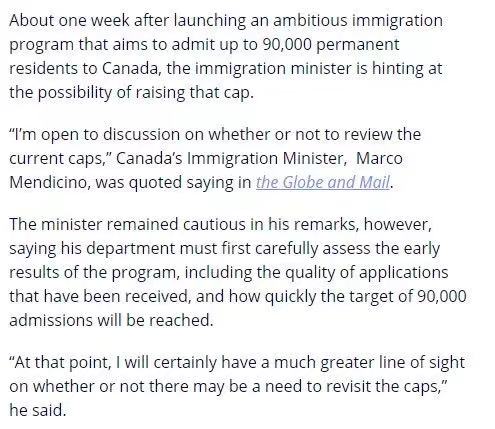 About one week after launching an ambitious immigration
program that aims to admit up to 90,000 permanent
residents to Canada, the immigration minister is hinting at
the possibility of raising that cap.
“I’m open to discussion on whether or not to review the
current caps,” Canada’s Immigration Minister, Marco
Mendicino, was quoted saying in the Globe and Mail.
The minister remained cautious in his remarks, however,
saying his department must first carefully assess the early
results of the program, including the quality of applications
that have been received, and how quickly the target of 90,000
admissions will be reached.
“At that point, I will certainly have a much greater line of sight
on whether or not there may be a need to revisit the caps,”
he said.